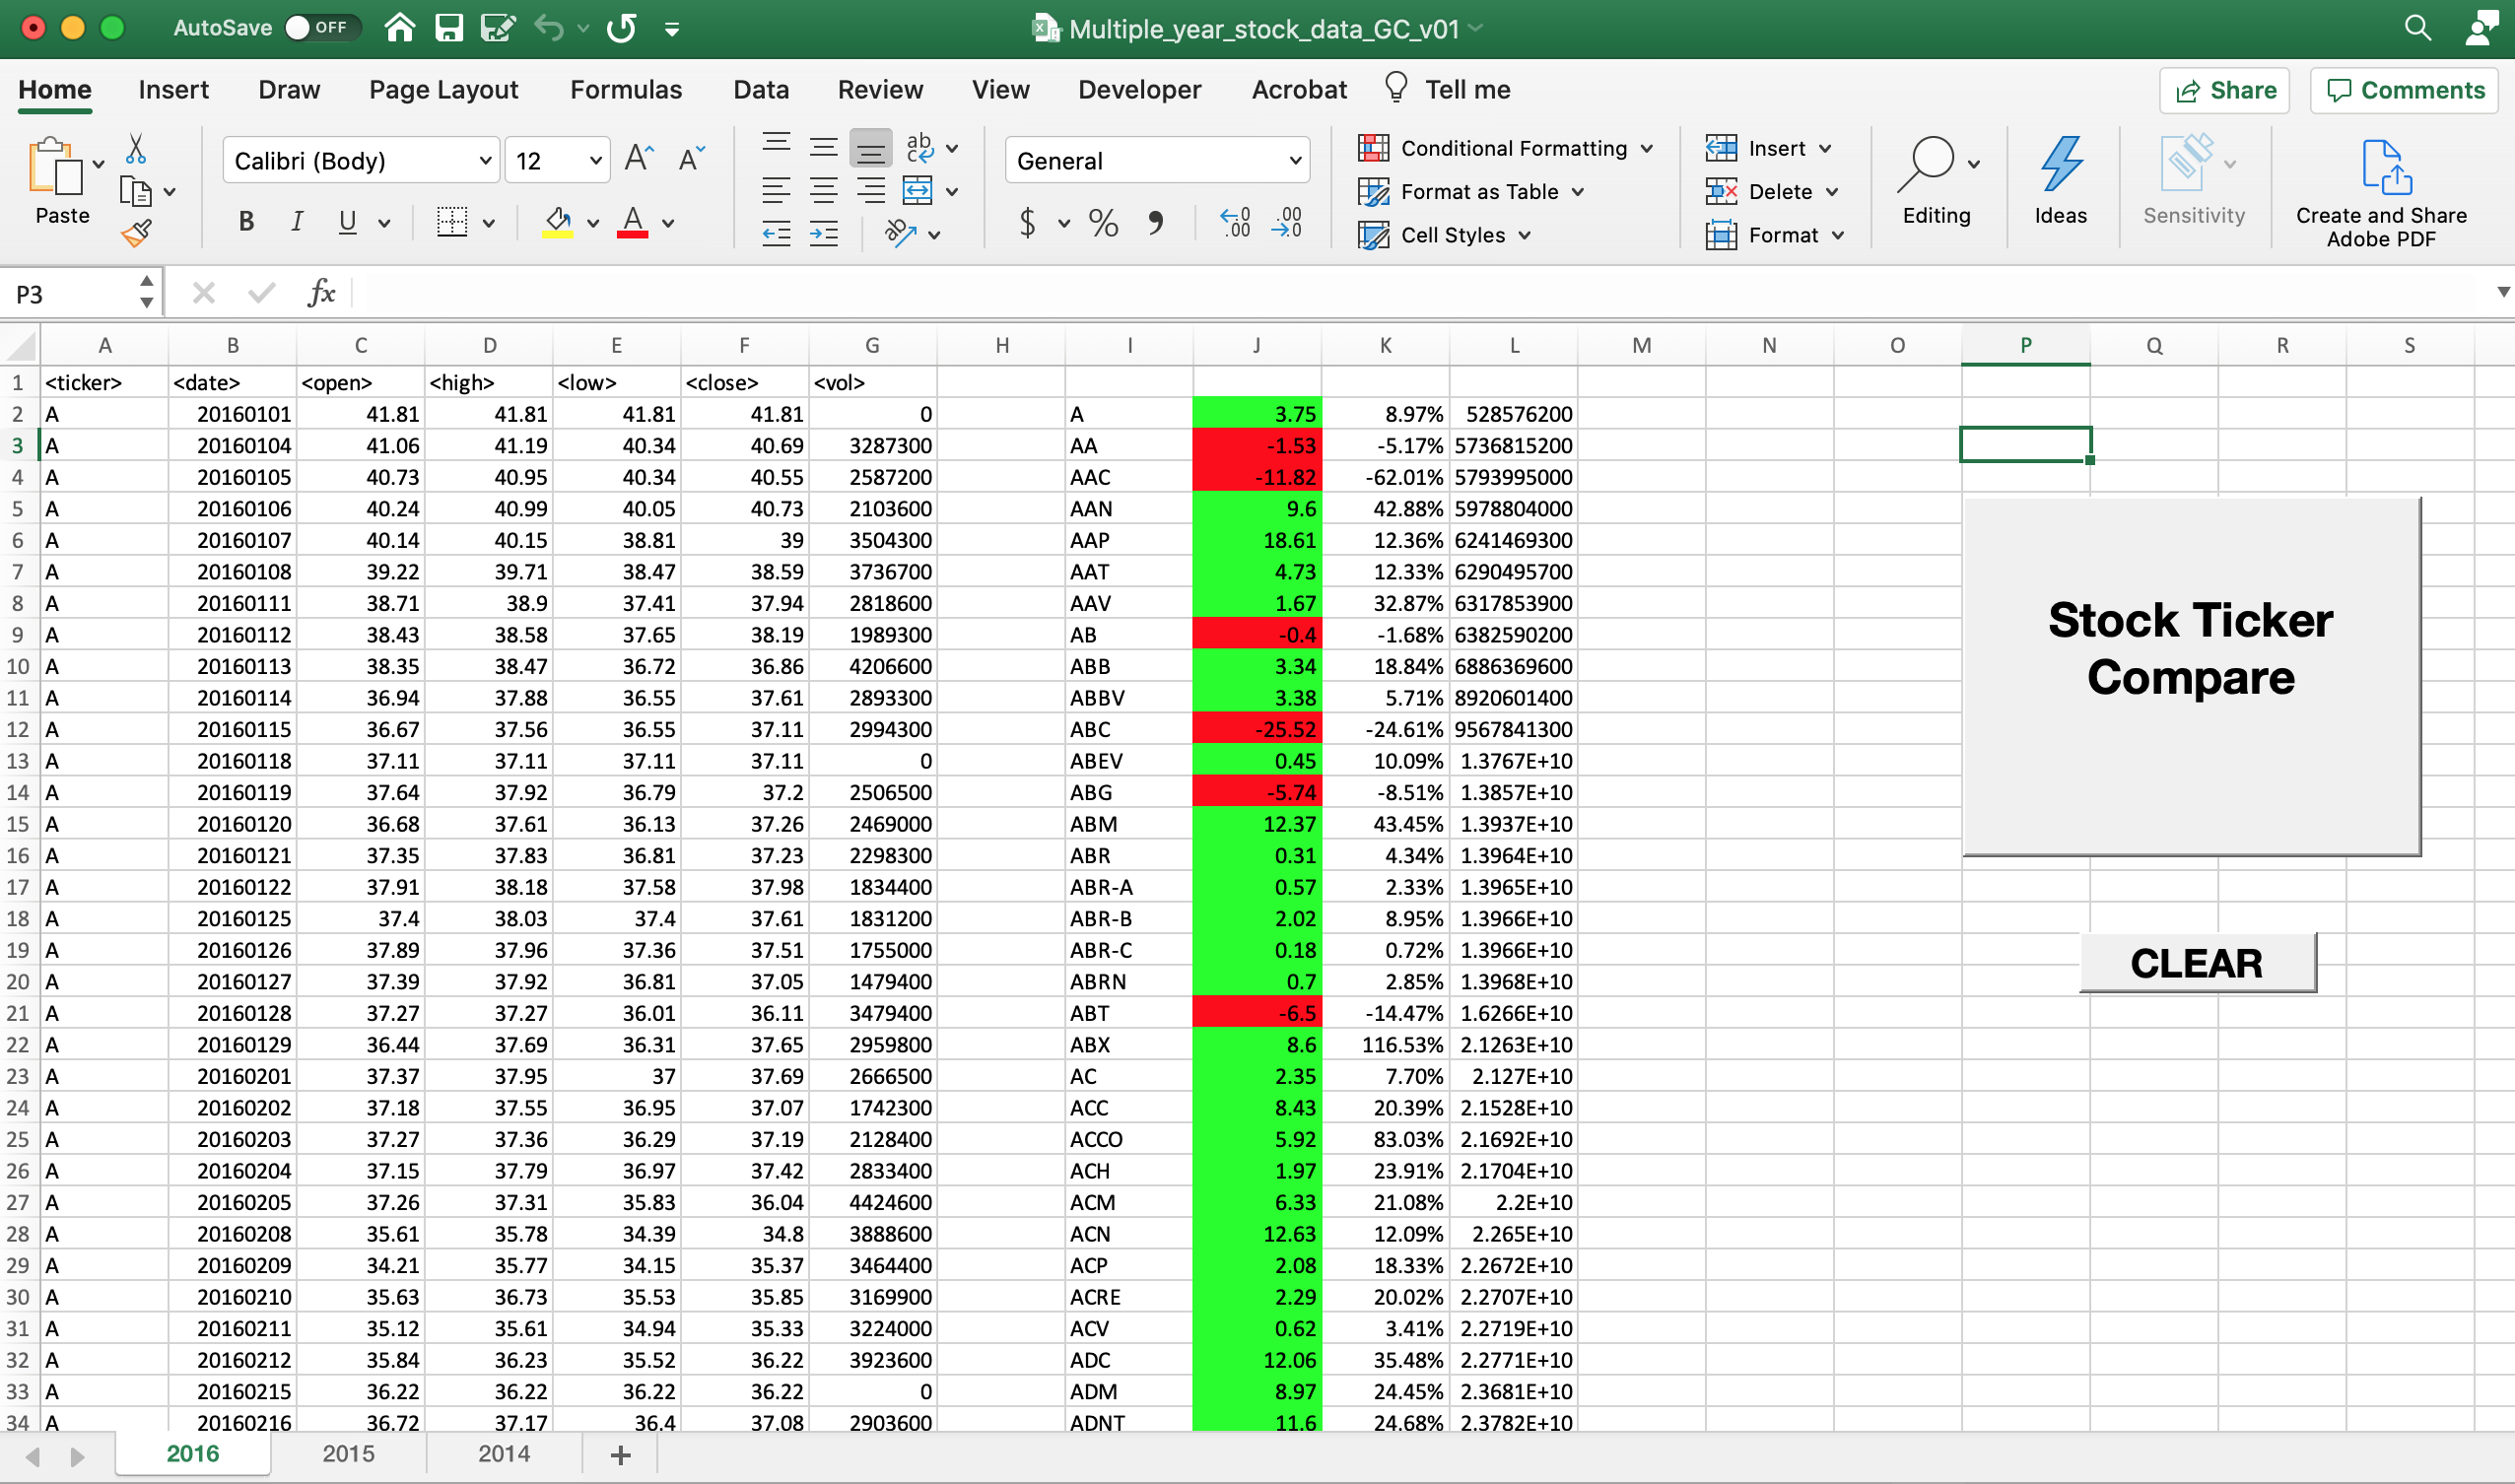 AutoSave OFF Multiple_year_stock_data_GC_v01
Home Insert Draw Page Layout Formulas Data Review View Developer Acrobat Tell me Share Comments
Paste
Calibri (Body) 12
B I U A
ab
General
$ % 9
Conditional Formatting
Format as Table
Cell Styles
Insert
Delete
Format
Editing
Ideas
Sensitivity
Create and Share
Adobe PDF
P3 fx
A B C D E F G H I J K L M N O P Q R S
1 <ticker> <date> <open> <high> <low> <close> <vol>
2 A 20160101 41.81 41.81 41.81 41.81 0 A 3.75 8.97% 528576200
3 A 20160104 41.06 41.19 40.34 40.69 3287300 AA -1.53 -5.17% 5736815200
4 A 20160105 40.73 40.95 40.34 40.55 2587200 AAC -11.82 -62.01% 5793995000
5 A 20160106 40.24 40.99 40.05 40.73 2103600 AAN 9.6 42.88% 5978804000
6 A 20160107 40.14 40.15 38.81 39 3504300 AAP 18.61 12.36% 6241469300
7 A 20160108 39.22 39.71 38.47 38.59 3736700 AAT 4.73 12.33% 6290495700
8 A 20160111 38.71 38.9 37.41 37.94 2818600 AAV 1.67 32.87% 6317853900
9 A 20160112 38.43 38.58 37.65 38.19 1989300 AB -0.4 -1.68% 6382590200
10 A 20160113 38.35 38.47 36.72 36.86 4206600 ABB 3.34 18.84% 6886369600
11 A 20160114 36.94 37.88 36.55 37.61 2893300 ABBV 3.38 5.71% 8920601400
12 A 20160115 36.67 37.56 36.55 37.11 2994300 ABC -25.52 -24.61% 9567841300
13 A 20160118 37.11 37.11 37.11 37.11 0 ABEV 0.45 10.09% 1.3767E+10
14 A 20160119 37.64 37.92 36.79 37.2 2506500 ABG -5.74 -8.51% 1.3857E+10
15 A 20160120 36.68 37.61 36.13 37.26 2469000 ABM 12.37 43.45% 1.3937E+10
16 A 20160121 37.35 37.83 36.81 37.23 2298300 ABR 0.31 4.34% 1.3964E+10
17 A 20160122 37.91 38.18 37.58 37.98 1834400 ABR-A 0.57 2.33% 1.3965E+10
18 A 20160125 37.4 38.03 37.4 37.61 1831200 ABR-B 2.02 8.95% 1.3966E+10
19 A 20160126 37.89 37.96 37.36 37.51 1755000 ABR-C 0.18 0.72% 1.3966E+10
20 A 20160127 37.39 37.92 36.81 37.05 1479400 ABRN 0.7 2.85% 1.3968E+10
21 A 20160128 37.27 37.27 36.01 36.11 3479400 ABT -6.5 -14.47% 1.6266E+10
22 A 20160129 36.44 37.69 36.31 37.65 2959800 ABX 8.6 116.53% 2.1263E+10
23 A 20160201 37.37 37.95 37 37.69 2666500 AC 2.35 7.70% 2.127E+10
24 A 20160202 37.18 37.55 36.95 37.07 1742300 ACC 8.43 20.39% 2.1528E+10
25 A 20160203 37.27 37.36 36.29 37.19 2128400 ACCO 5.92 83.03% 2.1692E+10
26 A 20160204 37.15 37.79 36.97 37.42 2833400 ACH 1.97 23.91% 2.1704E+10
27 A 20160205 37.26 37.31 35.83 36.04 4424600 ACM 6.33 21.08% 2.2E+10
28 A 20160208 35.61 35.78 34.39 34.8 3888600 ACN 12.63 12.09% 2.265E+10
29 A 20160209 34.21 35.77 34.15 35.37 3464400 ACP 2.08 18.33% 2.2672E+10
30 A 20160210 35.63 36.73 35.53 35.85 3169900 ACRE 2.29 20.02% 2.2707E+10
31 A 20160211 35.12 35.61 34.94 35.33 3224000 ACV 0.62 3.41% 2.2719E+10
32 A 20160212 35.84 36.23 35.52 36.22 3923600 ADC 12.06 35.48% 2.2771E+10
33 A 20160215 36.22 36.22 36.22 36.22 0 ADM 8.97 24.45% 2.3681E+10
34 A 20160216 36.72 37.17 36.4 37.08 2903600 ADNT 11.6 24.68% 2.3782E+10
Stock Ticker
Compare
CLEAR
2016 2015 2014 +